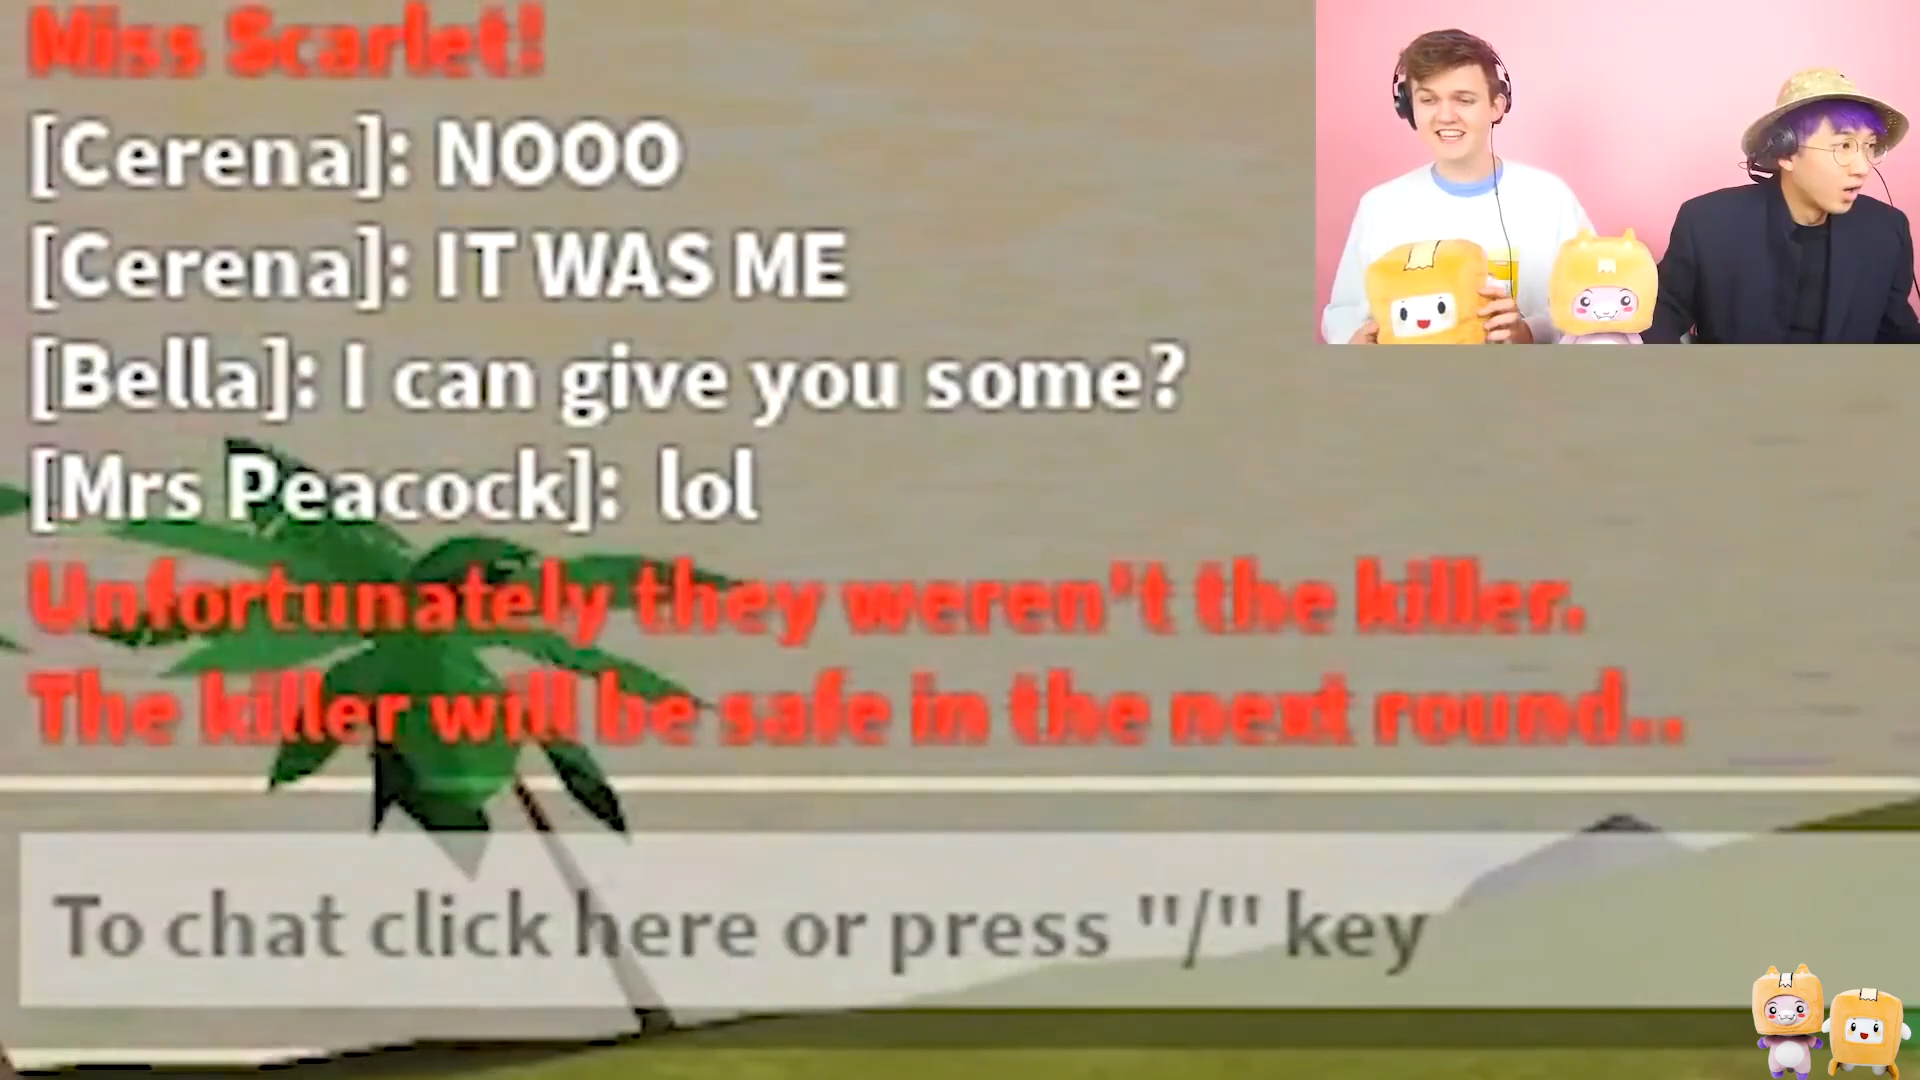 Miss Scarlet!
[Cerena]: NOOO
[Cerena]: IT WAS ME
[Bella]: I can give you some?
[Mrs Peacock]: lol
Unfortunately they weren't the killer.
The killer will be safe in the next round..
To chat click here or press "/" key